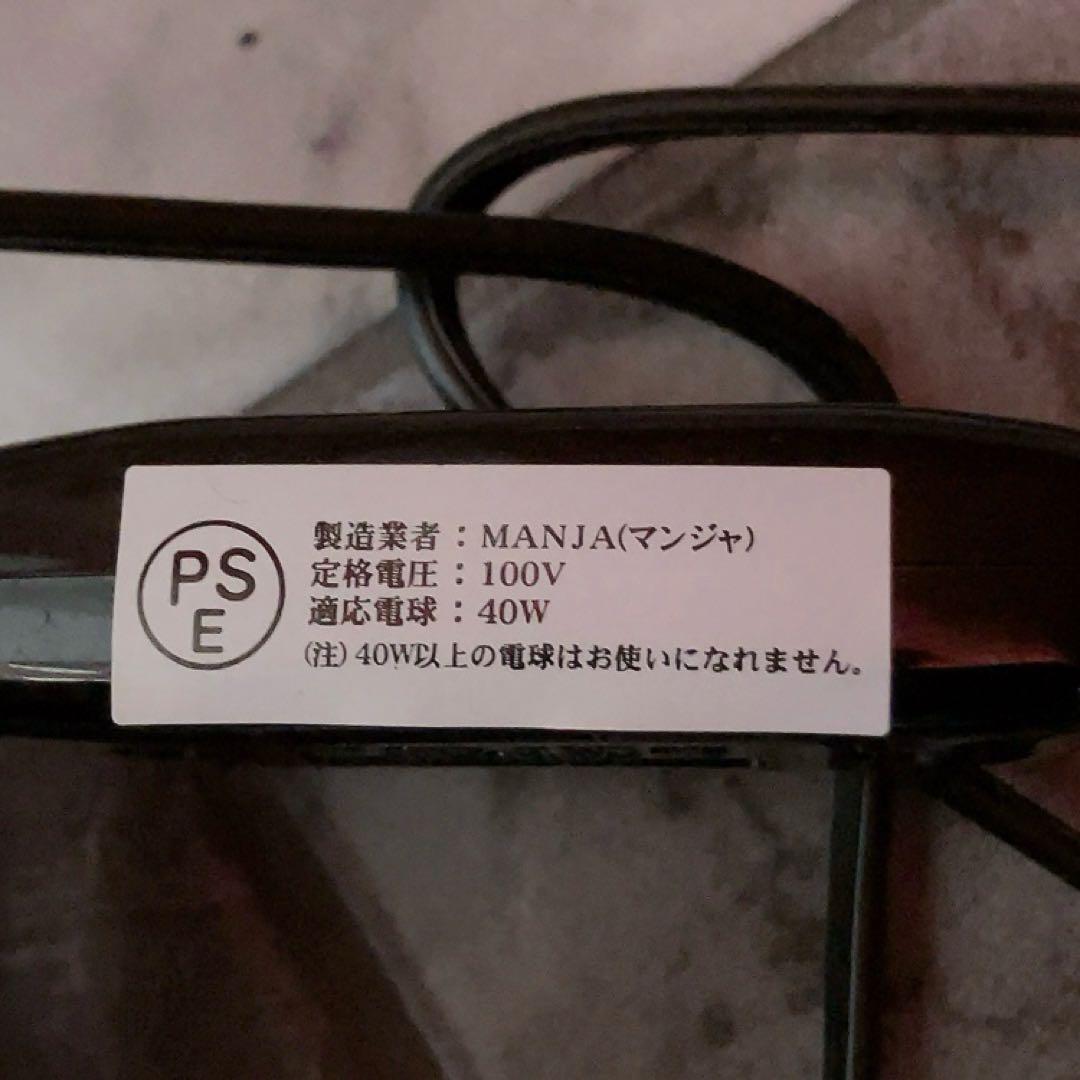 PS
E
製造業者：MANJA(マンジャ)
定格電圧：100V
適応電球：40W
(注) 40W以上の電球はお使いになれません。